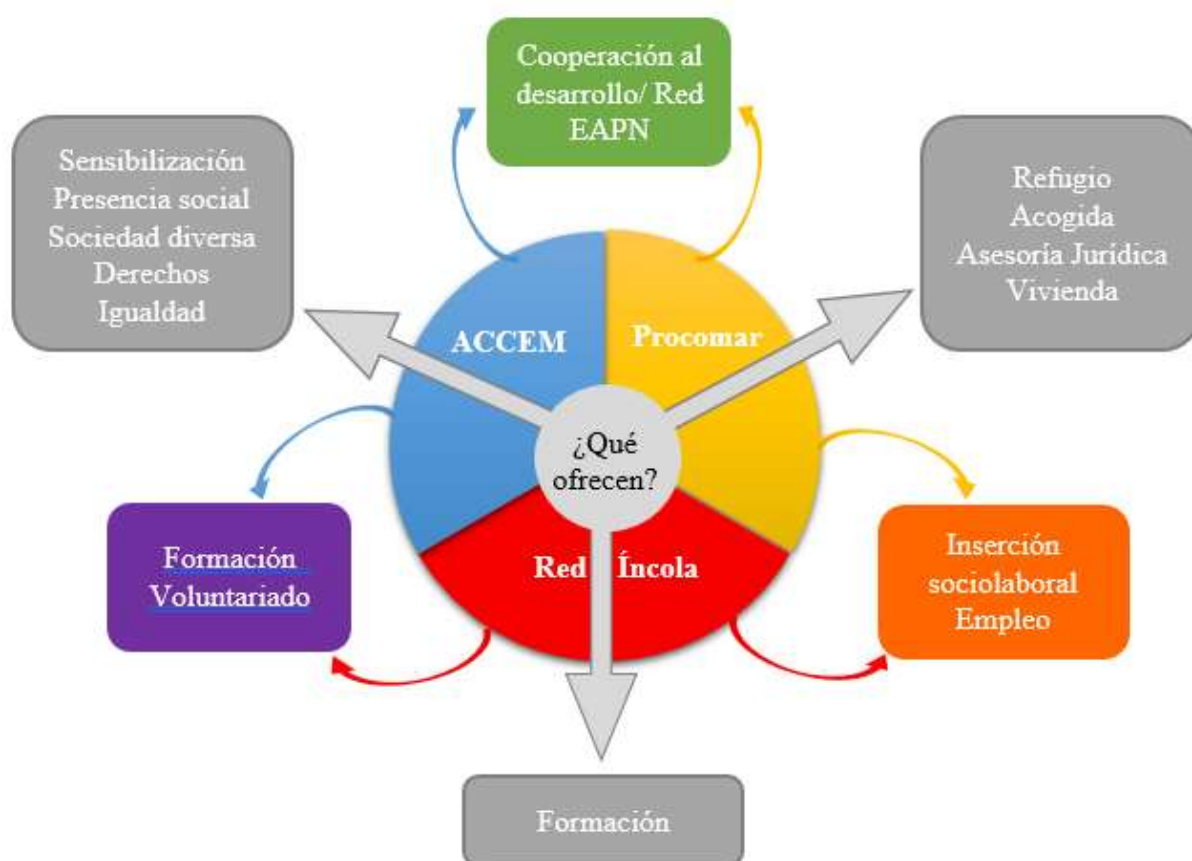 Cooperación al
desarrollo/ Red
EAPN
Sensibilización
Presencia social
Sociedad diversa
Derechos
Igualdad
Refugio
Acogida
Asesoría Jurídica
Vivienda
ACCEM
Procomar
¿Qué
ofrecen?
Red Íncola
Formación
Voluntariado
Inserción
sociolaboral
Empleo
Formación